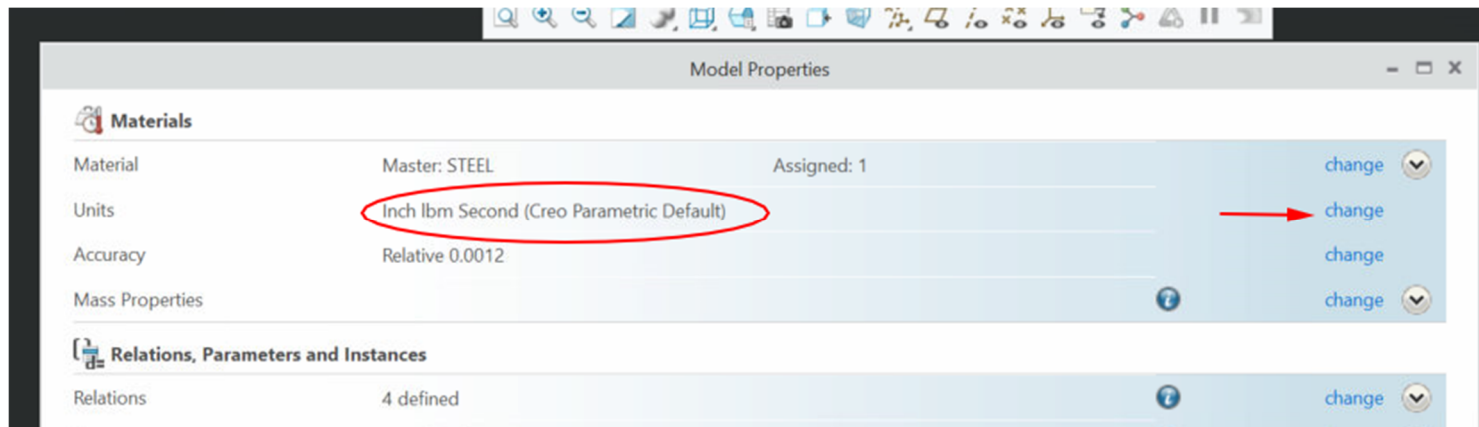 Model Properties
Materials
Material Master: STEEL Assigned: 1 change
Units Inch lbm Second (Creo Parametric Default) change
Accuracy Relative 0.0012 change
Mass Properties change
Relations, Parameters and Instances
Relations 4 defined change